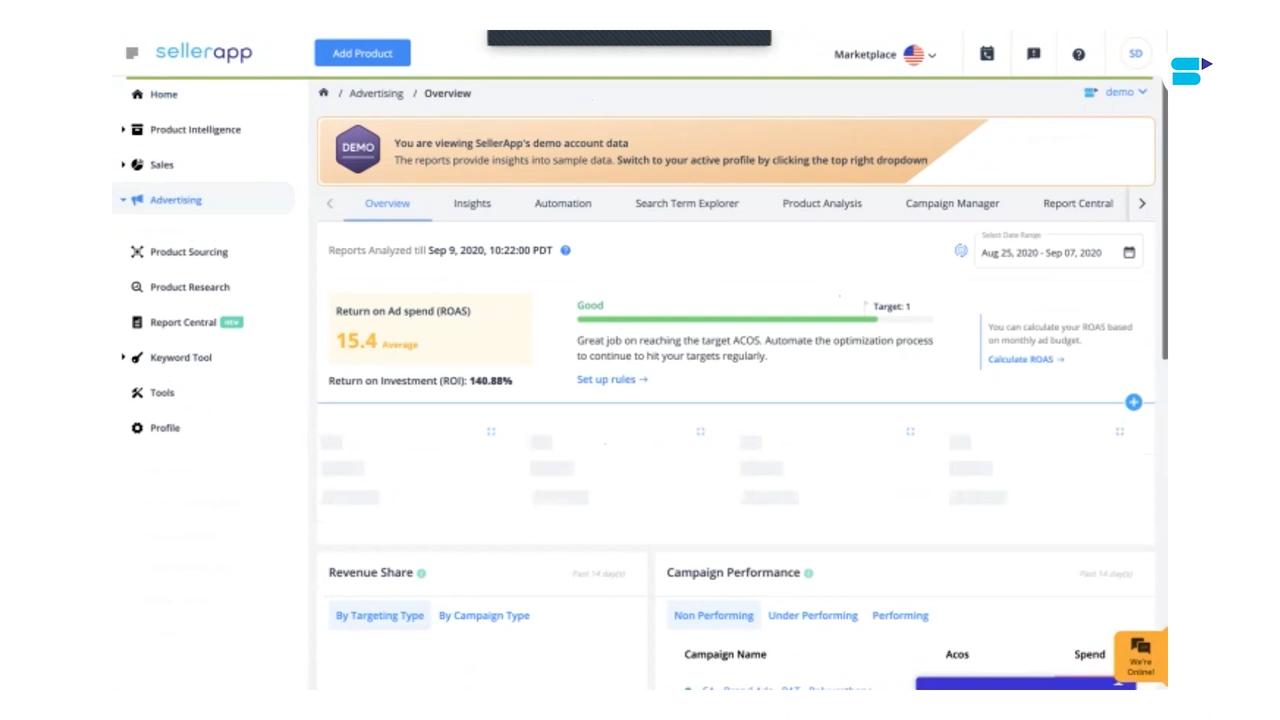 sellerapp
Add Product
Marketplace
SD
Home
Product Intelligence
Sales
Advertising
Product Sourcing
Product Research
Report Central NEW
Keyword Tool
Tools
Profile
/ Advertising / Overview
demo
DEMO
You are viewing SellerApp's demo account data
The reports provide insights into sample data. Switch to your active profile by clicking the top right dropdown
Overview Insights Automation Search Term Explorer Product Analysis Campaign Manager Report Central
Reports Analyzed till Sep 9, 2020, 10:22:00 PDT
Select Date Range
Aug 25, 2020 - Sep 07, 2020
Return on Ad spend (ROAS)
15.4 Average
Return on Investment (ROI): 140.88%
Good
Target: 1
Great job on reaching the target ACOS. Automate the optimization process
to continue to hit your targets regularly.
Set up rules →
You can calculate your ROAS based
on monthly ad budget.
Calculate ROAS →
Revenue Share
Past 14 day(s)
By Targeting Type By Campaign Type
Campaign Performance
Past 14 day(s)
Non Performing Under Performing Performing
Campaign Name Acos Spend
We're
Online!